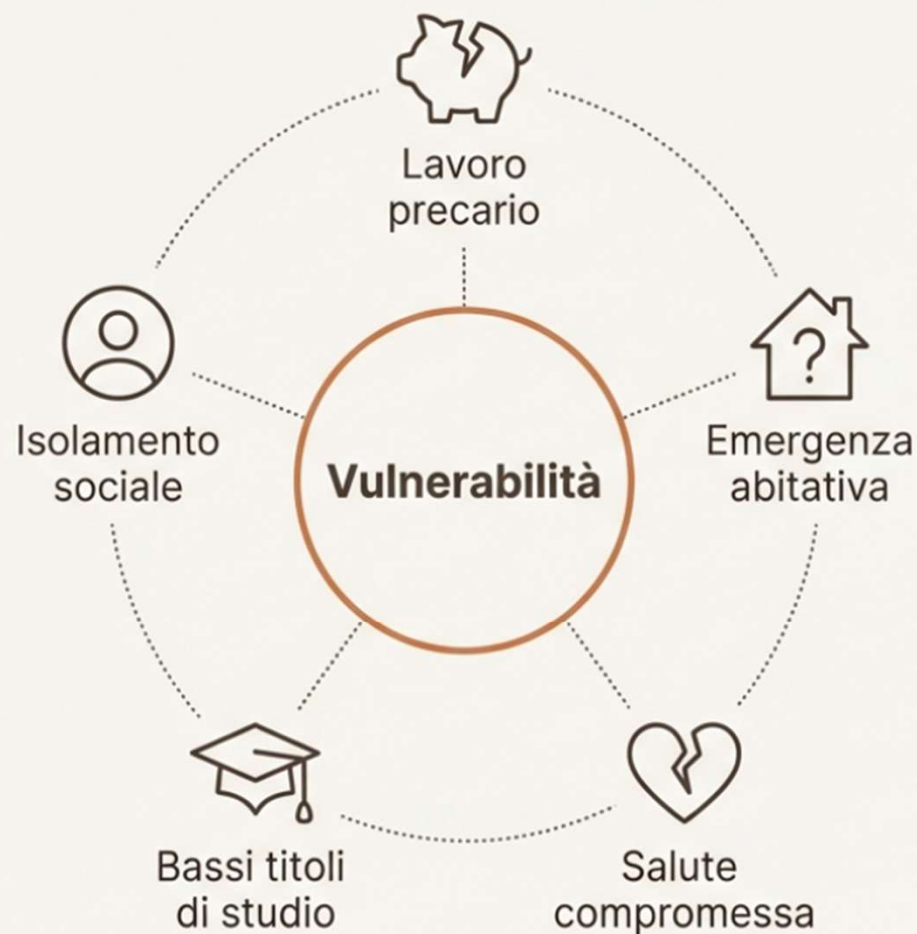 Lavoro
precario
Isolamento
sociale
?
Emergenza
abitativa
Vulnerabilità
Bassi titoli
di studio
Salute
compromessa